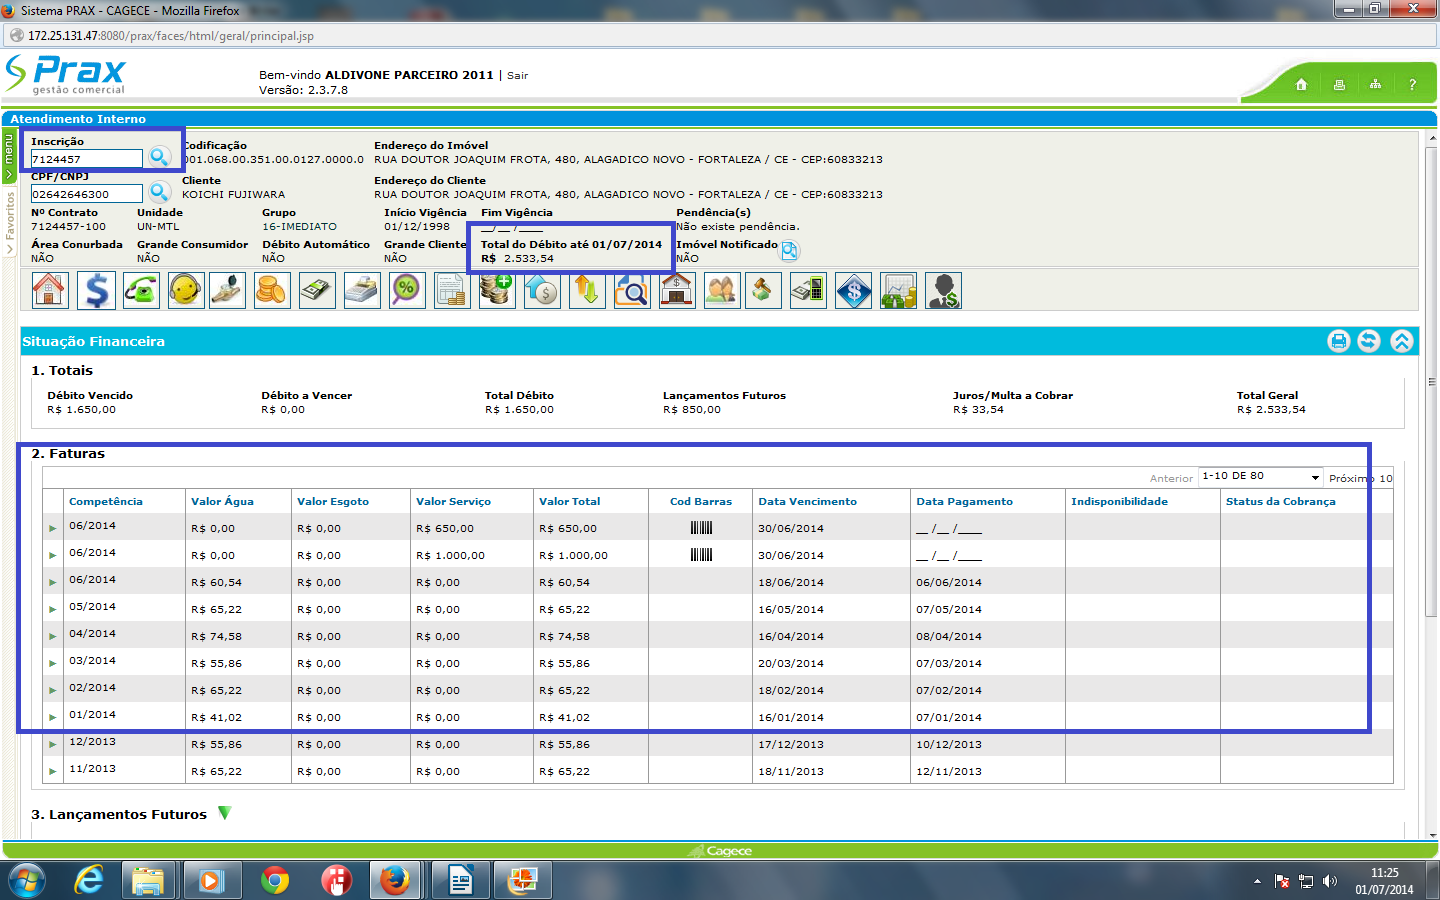 Sistema PRAX - CAGECE - Mozilla Firefox
172.25.131.47:8080/prax/faces/html/geral/principal.jsp
Prax
gestão comercial
Bem-vindo ALDIVONE PARCEIRO 2011 | Sair
Versão: 2.3.7.8
?
Atendimento Interno
menu
Favoritos
Inscrição Codificação Endereço do Imóvel
7124457 001.068.00.351.00.0127.0000.0 RUA DOUTOR JOAQUIM FROTA, 480, ALAGADICO NOVO - FORTALEZA / CE - CEP:60833213
CPF/CNPJ Cliente Endereço do Cliente
02642646300 KOICHI FUJIWARA RUA DOUTOR JOAQUIM FROTA, 480, ALAGADICO NOVO - FORTALEZA / CE - CEP:60833213
Nº Contrato Unidade Grupo Início Vigência Fim Vigência Pendência(s)
7124457-100 UN-MTL 16-IMEDIATO 01/12/1998 __/__/____ Não existe pendência.
Área Conurbada Grande Consumidor Débito Automático Grande Cliente Total do Débito até 01/07/2014 Imóvel Notificado
NÃO NÃO NÃO NÃO R$ 2.533,54 NÃO
Situação Financeira
1. Totais
Débito Vencido Débito a Vencer Total Débito Lançamentos Futuros Juros/Multa a Cobrar Total Geral
R$ 1.650,00 R$ 0,00 R$ 1.650,00 R$ 850,00 R$ 33,54 R$ 2.533,54
2. Faturas
Anterior 1-10 DE 80 Próximo 10
Competência Valor Água Valor Esgoto Valor Serviço Valor Total Cod Barras Data Vencimento Data Pagamento Indisponibilidade Status da Cobrança
06/2014 R$ 0,00 R$ 0,00 R$ 650,00 R$ 650,00 30/06/2014 __ /__ /____
06/2014 R$ 0,00 R$ 0,00 R$ 1.000,00 R$ 1.000,00 30/06/2014 __ /__ /____
06/2014 R$ 60,54 R$ 0,00 R$ 0,00 R$ 60,54 18/06/2014 06/06/2014
05/2014 R$ 65,22 R$ 0,00 R$ 0,00 R$ 65,22 16/05/2014 07/05/2014
04/2014 R$ 74,58 R$ 0,00 R$ 0,00 R$ 74,58 16/04/2014 08/04/2014
03/2014 R$ 55,86 R$ 0,00 R$ 0,00 R$ 55,86 20/03/2014 07/03/2014
02/2014 R$ 65,22 R$ 0,00 R$ 0,00 R$ 65,22 18/02/2014 07/02/2014
01/2014 R$ 41,02 R$ 0,00 R$ 0,00 R$ 41,02 16/01/2014 07/01/2014
12/2013 R$ 55,86 R$ 0,00 R$ 0,00 R$ 55,86 17/12/2013 10/12/2013
11/2013 R$ 65,22 R$ 0,00 R$ 0,00 R$ 65,22 18/11/2013 12/11/2013
3. Lançamentos Futuros
Cagece
11:25
01/07/2014